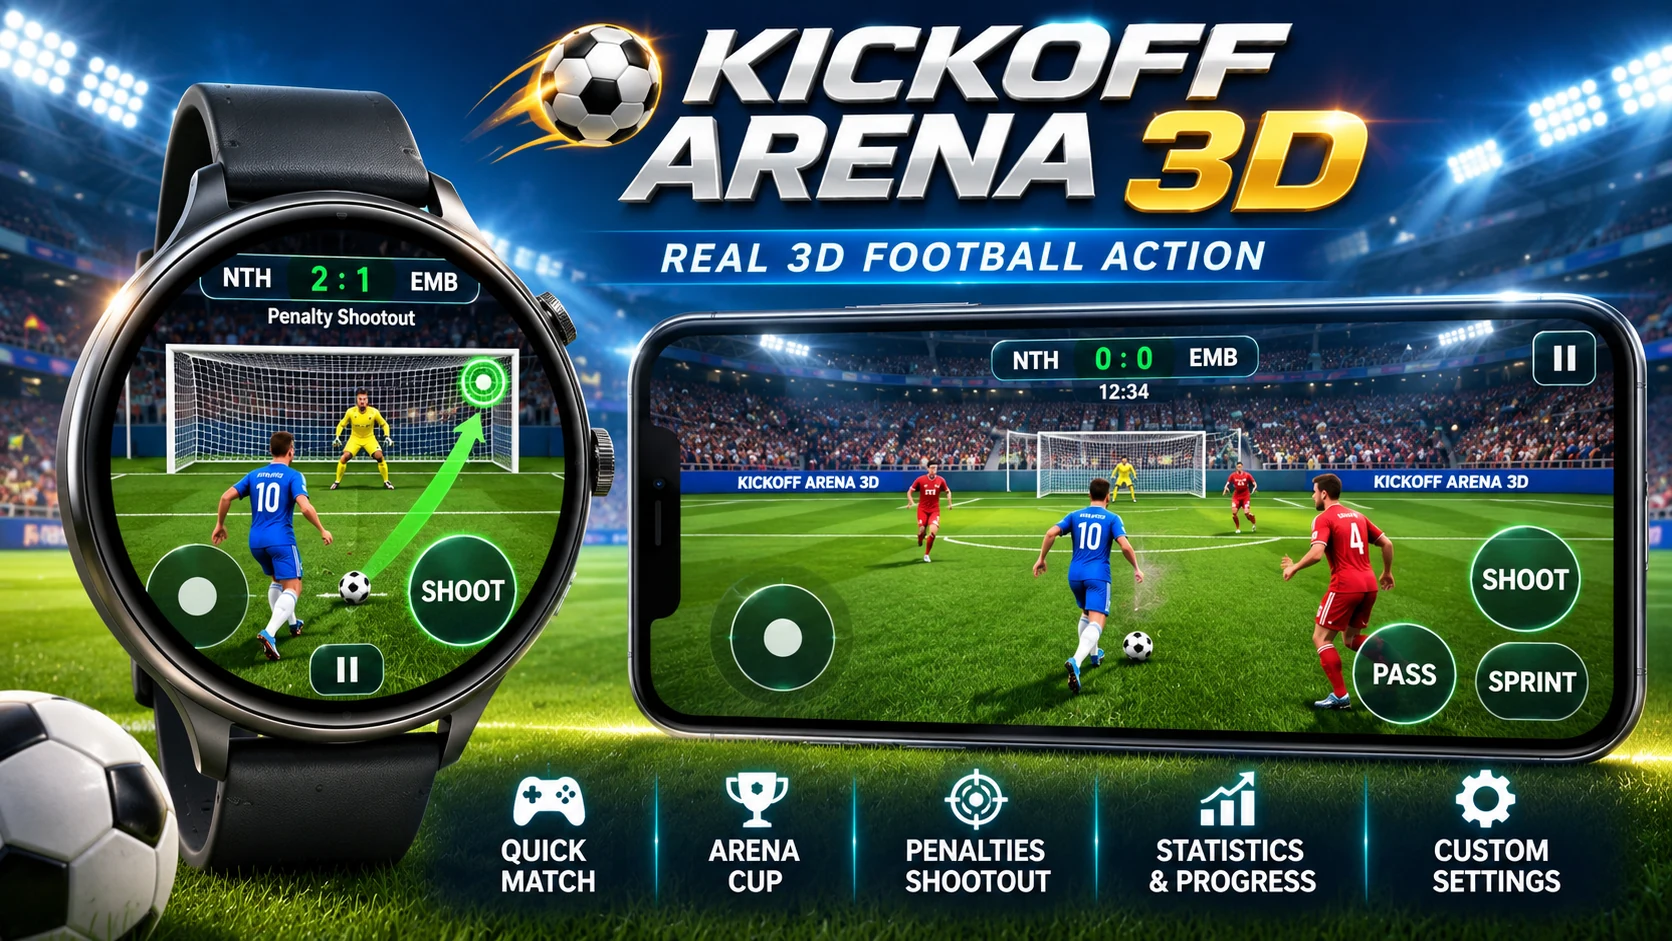 KICKOFF
ARENA 3D
REAL 3D FOOTBALL ACTION
NTH 2 : 1 EMB
Penalty Shootout
10
SHOOT
NTH 0 : 0 EMB
12:34
KICKOFF ARENA 3D
KICKOFF ARENA 3D
10
4
SHOOT
PASS
SPRINT
QUICK
MATCH
ARENA
CUP
PENALTIES
SHOOTOUT
STATISTICS
& PROGRESS
CUSTOM
SETTINGS